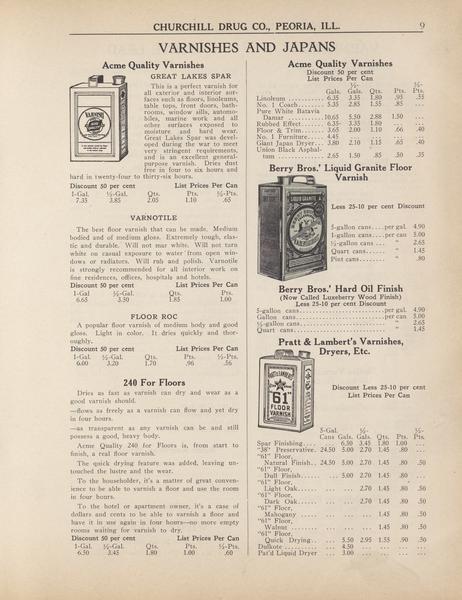 CHURCHILL DRUG CO., PEORIA, ILL. 9
VARNISHES AND JAPANS
Acme Quality Varnishes
GREAT LAKES SPAR
VARNISH
This is a perfect varnish for
all exterior and interior sur-
faces such as floors, linoleums,
table tops, front doors, bath-
rooms, window sills, automo-
biles, marine work and all
other surfaces exposed to
moisture and hard wear.
Great Lakes Spar was devel-
oped during the war to meet
very stringent requirements,
and is an excellent general-
purpose varnish. Dries dust
free in four to six hours and
hard in twenty-four to thirty-six hours.
Discount 50 per cent List Prices Per Can
1-Gal. ½-Gal. Qts. Pts. ½-Pts.
7.35 3.85 2.05 1.10 .65
VARNOTILE
The best floor varnish that can be made. Medium
bodied and of medium gloss. Extremely tough, elas-
tic and durable. Will not mar white. Will not turn
white on casual exposure to water from open win-
dows or radiators. Will rub and polish. Varnotile
is strongly recommended for all interior work on
fine residences, offices, hospitals and hotels.
Discount 50 per cent List Prices Per Can
1-Gal ½-Gal. Qts. Pts.
6.65 3.50 1.85 1.00
FLOOR ROC
A popular floor varnish of medium body and good
gloss. Light in color. It dries quickly and thor-
oughly.
Discount 50 per cent List Prices Per Can
1-Gal. ½-Gal. Qts. Pts. ½-Pts.
6.00 3.20 1.70 .96 .56
240 For Floors
Dries as fast as varnish can dry and wear as a
good varnish should.
—flows as freely as a varnish can flow and yet dry
in four hours.
—as transparent as any varnish can be and still
possess a good, heavy body.
Acme Quality 240 for Floors is, from start to
finish, a real floor varnish.
The quick drying feature was added, leaving un-
touched the lustre and the wear.
To the householder, it's a matter of great conven-
ience to be able to varnish a floor and use the room
in four hours.
To the hotel or apartment owner, it's a case of
dollars and cents to be able to varnish a floor and
have it in use again in four hours—no more empty
rooms waiting for varnish to dry.
Discount 50 per cent List Prices Per Can
1-Gal. ½-Gal. Qts. Pts. ½-Pts.
6.50 3.45 1.80 1.00 .60
Acme Quality Varnishes
Discount 50 per cent
List Prices Per Can
½- ½-
Gals. Gals. Qts. Pts. Pts.
Linoleum 6.35 3.35 1.80 .95 .55
No. 1 Coach 5.35 2.85 1.55 .85
Pure White Batavia
Damar 10.65 5.50 2.88 1.50
Rubbed Effect 6.35 3.35 1.80
Floor & Trim 3.65 2.00 1.10 .66 .40
No. 1 Furniture 4.45
Giant Japan Dryer 3.80 2.10 1.15 .65 .40
Union Black Asphal-
tum 2.65 1.50 .85 .50 .35
Berry Bros.' Liquid Granite Floor
Varnish
Less 25-10 per cent Discount
5-gallon cans per gal. 4.90
1-gallon cans per can 5.00
½-gallon cans " 2.65
Quart cans " 1.45
Pint cans " .80
Berry Bros.' Hard Oil Finish
(Now Called Luxeberry Wood Finish)
Less 25-10 per cent Discount
5-gallon cans per gal. 4.90
Gallon cans per can 5.00
½-gallon cans " 2.65
Quart cans " 1.45
Pratt & Lambert's Varnishes,
Dryers, Etc.
"61"
FLOOR
VARNISH
Discount Less 25-10 per cent
List Prices Per Can
5-Gal. ½- ½-
Cans Gals. Gals. Qts. Pts. Pts.
Spar Finishing 6.50 3.45 1.80 1.00
"38" Preservative 24.50 5.00 2.70 1.45 .80
"61" Floor,
Natural Finish 24.50 5.00 2.70 1.45 .80 .50
"61" Floor,
Dull Finish 5.00 2.70 1.45 .80
"61" Floor,
Light Oak 2.70 1.45 .80 .50
"61" Floor,
Dark Oak 2.70 1.45 .80 .50
"61" Floor,
Mahogany 1.45 .80 .50
"61" Floor,
Walnut 1.45 .80 .50
"61" Floor,
Quick Drying 5.50 2.95 1.55 .90 .50
Dulkote 4.50
Pat'd Liquid Dryer 3.00